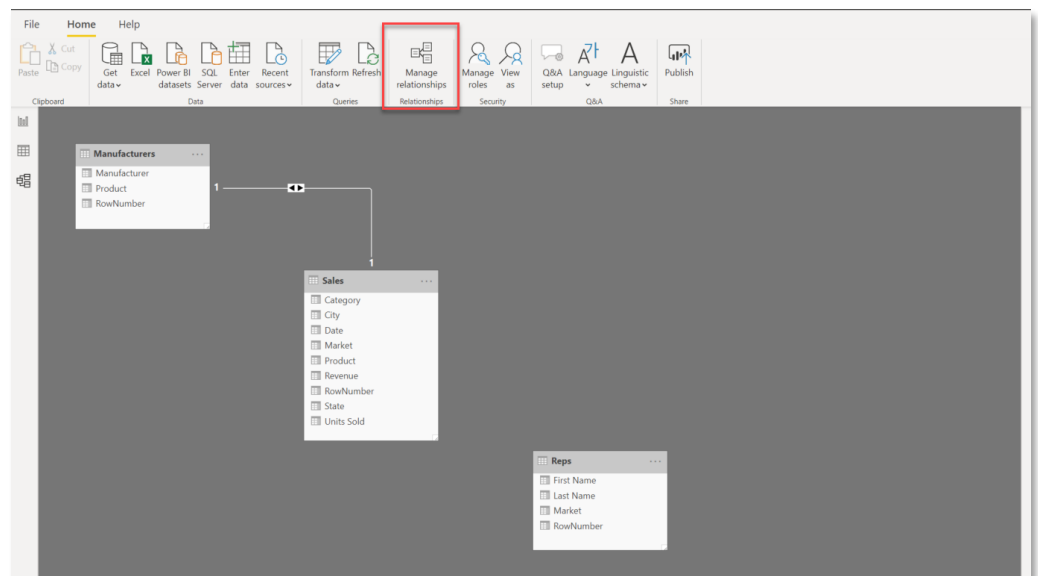 File Home Help
Cut
Copy
Paste
Get data
Excel
Power BI datasets
SQL Server
Enter data
Recent sources
Transform data
Refresh
Manage relationships
Manage roles
View as
Q&A setup
Language
Linguistic schema
Publish
Clipboard Data Queries Relationships Security Q&A Share
Manufacturers ...
Manufacturer
Product
RowNumber
1
1
Sales ...
Category
City
Date
Market
Product
Revenue
RowNumber
State
Units Sold
Reps ...
First Name
Last Name
Market
RowNumber